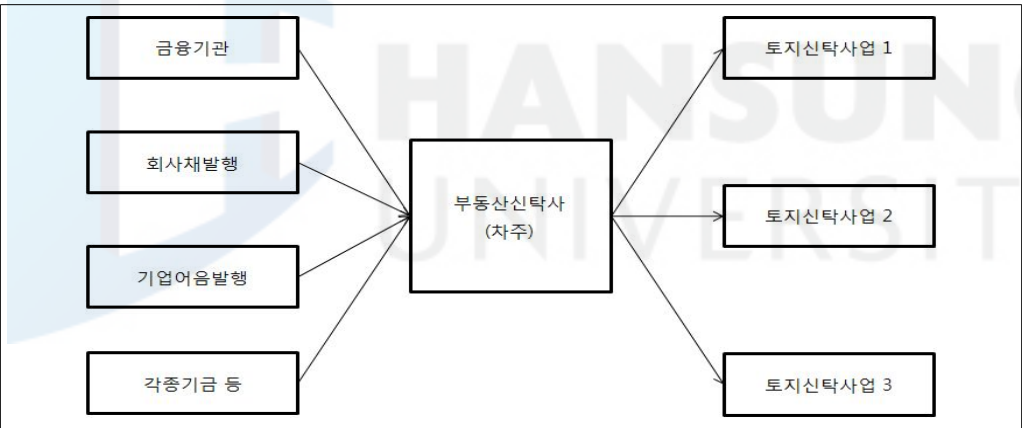 금융기관
회사채발행
기업어음발행
각종기금 등
부동산신탁사
(차주)
토지신탁사업 1
토지신탁사업 2
토지신탁사업 3
HANSUNG
UNIVERSIT